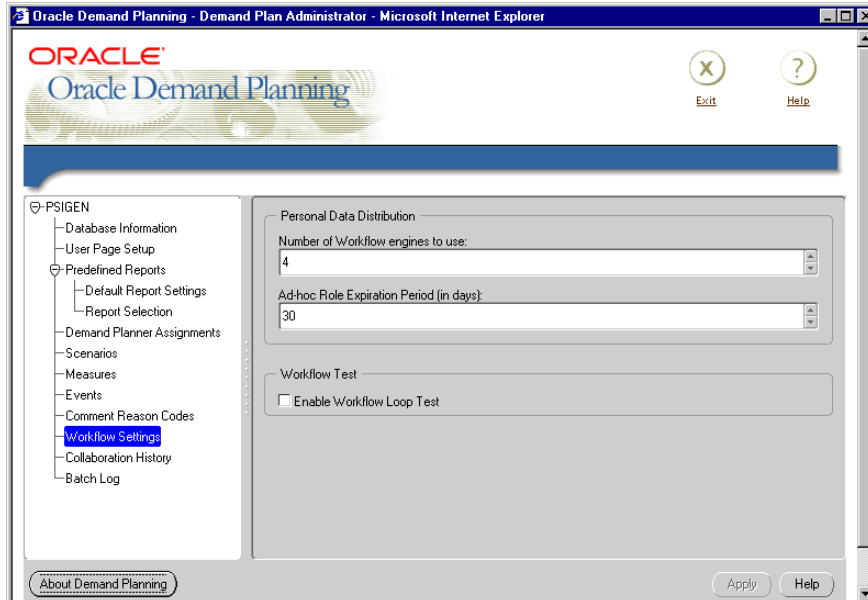 Oracle Demand Planning - Demand Plan Administrator - Microsoft Internet Explorer
ORACLE
Oracle Demand Planning
X
?
Exit
Help
PSIGEN
Database Information
User Page Setup
Predefined Reports
Default Report Settings
Report Selection
Demand Planner Assignments
Scenarios
Measures
Events
Comment Reason Codes
Workflow Settings
Collaboration History
Batch Log
Personal Data Distribution
Number of Workflow engines to use:
4
Ad-hoc Role Expiration Period (in days):
30
Workflow Test
Enable Workflow Loop Test
About Demand Planning
Apply
Help